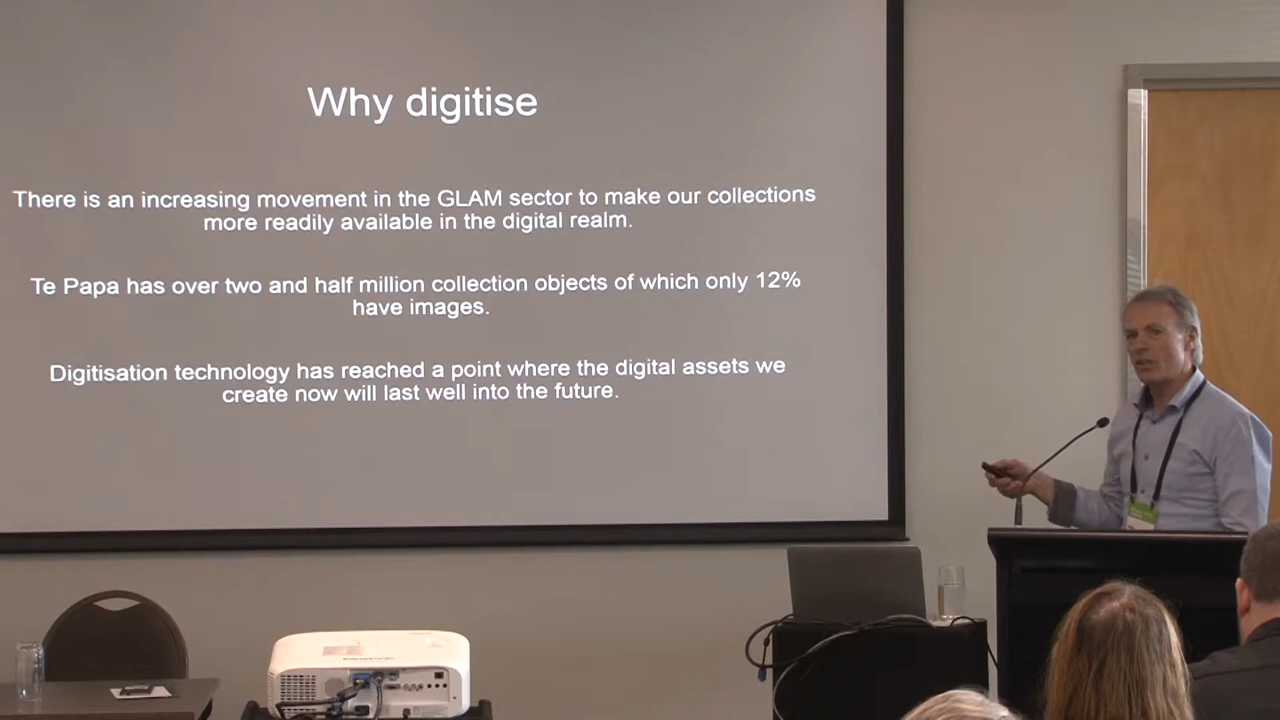 Why digitise
There is an increasing movement in the GLAM sector to make our collections
more readily available in the digital realm.
Te Papa has over two and half million collection objects of which only 12%
have images.
Digitisation technology has reached a point where the digital assets we
create now will last well into the future.